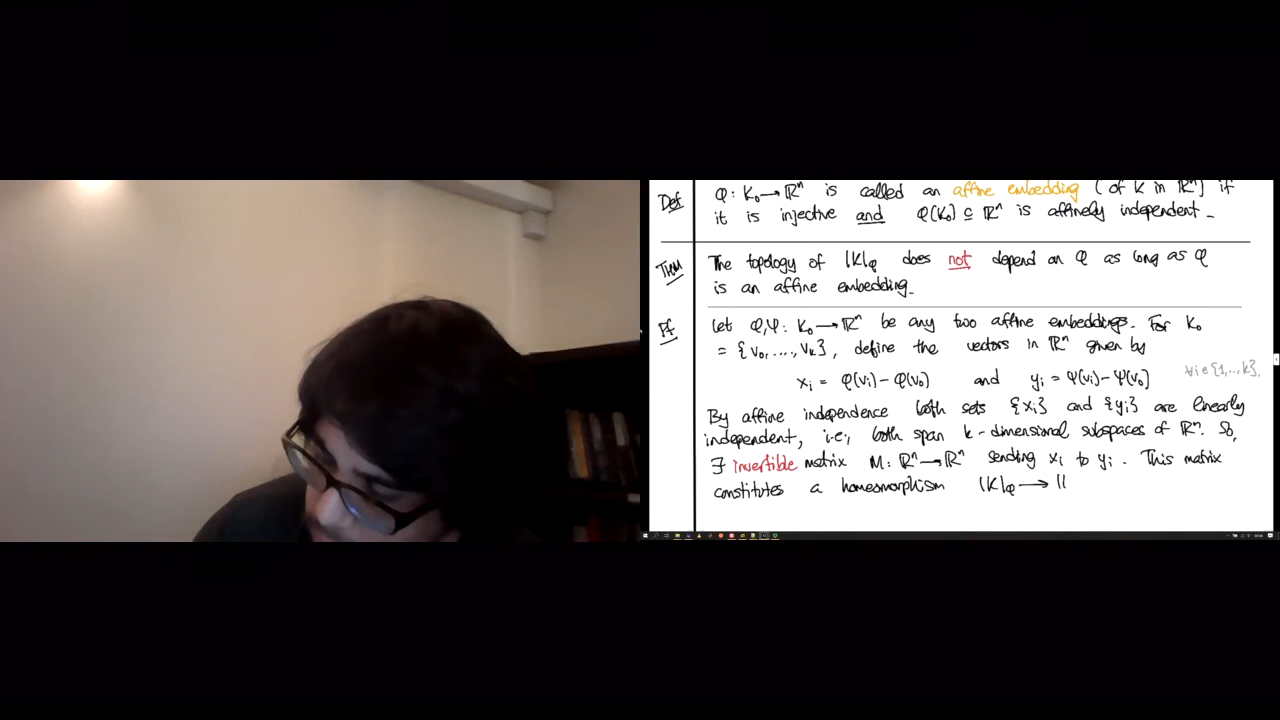 Def φ: K₀ → ℝⁿ is called an affine embedding (of K in ℝⁿ) if
it is injective and φ(K₀) ⊆ ℝⁿ is affinely independent.
Thm The topology of |K|φ does not depend on φ as long as φ
is an affine embedding.
Pf Let φ,ψ: K₀ → ℝⁿ be any two affine embeddings. For K₀
= {v₀,...,vₖ}, define the vectors in ℝⁿ given by
xᵢ = φ(vᵢ) - φ(v₀) and yᵢ = ψ(vᵢ) - ψ(v₀) ∀i∈{1,..,k}.
By affine independence both sets {xᵢ} and {yᵢ} are linearly
independent, i.e., both span k-dimensional subspaces of ℝⁿ. So,
∃ invertible matrix M: ℝⁿ → ℝⁿ sending xᵢ to yᵢ. This matrix
constitutes a homeomorphism |K|φ → ||